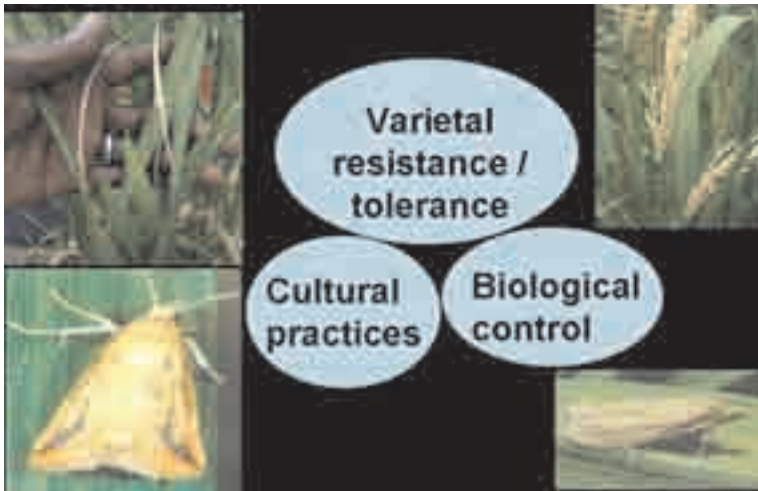 Varietal
resistance /
tolerance
Cultural
practices
Biological
control